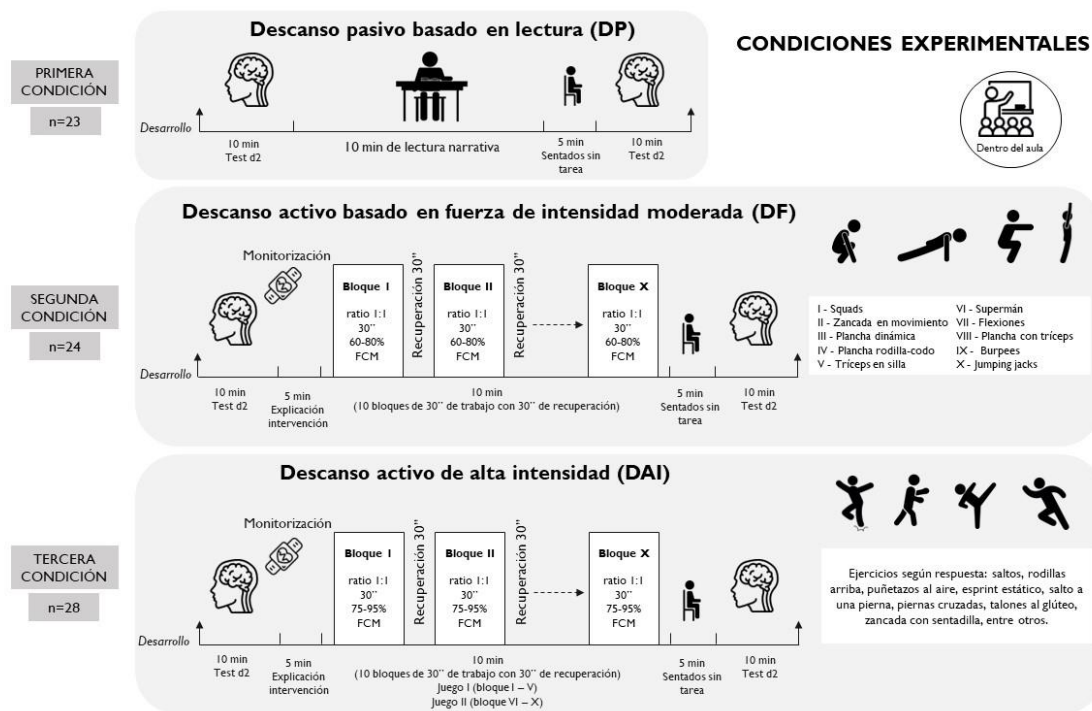 Descanso pasivo basado en lectura (DP)
CONDICIONES EXPERIMENTALES
PRIMERA
CONDICIÓN
n=23
Desarrollo
10 min
Test d2
10 min de lectura narrativa
5 min
Sentados sin
tarea
10 min
Test d2
Dentro del aula
Descanso activo basado en fuerza de intensidad moderada (DF)
SEGUNDA
CONDICIÓN
n=24
Monitorización
Bloque I
ratio 1:1
30’’
60-80%
FCM
Recuperación 30"
Bloque II
ratio 1:1
30’’
60-80%
FCM
Recuperación 30"
Bloque X
ratio 1:1
30’’
60-80%
FCM
Desarrollo
10 min
Test d2
5 min
Explicación
intervención
10 min
(10 bloques de 30’’ de trabajo con 30’’ de recuperación)
5 min
Sentados sin
tarea
10 min
Test d2
I - Squads
II - Zancada en movimiento
III - Plancha dinámica
IV - Plancha rodilla-codo
V - Tríceps en silla
VI - Supermán
VII - Flexiones
VIII - Plancha con tríceps
IX - Burpees
X - Jumping jacks
Descanso activo de alta intensidad (DAI)
TERCERA
CONDICIÓN
n=28
Monitorización
Bloque I
ratio 1:1
30’’
75-95%
FCM
Recuperación 30"
Bloque II
ratio 1:1
30’’
75-95%
FCM
Recuperación 30"
Bloque X
ratio 1:1
30’’
75-95%
FCM
Desarrollo
10 min
Test d2
5 min
Explicación
intervención
10 min
(10 bloques de 30’’ de trabajo con 30’’ de recuperación)
Juego I (bloque I – V)
Juego II (bloque VI – X)
5 min
Sentados sin
tarea
10 min
Test d2
Ejercicios según respuesta: saltos, rodillas
arriba, puñetazos al aire, esprint estático, salto a
una pierna, piernas cruzadas, talones al glúteo,
zancada con sentadilla, entre otros.